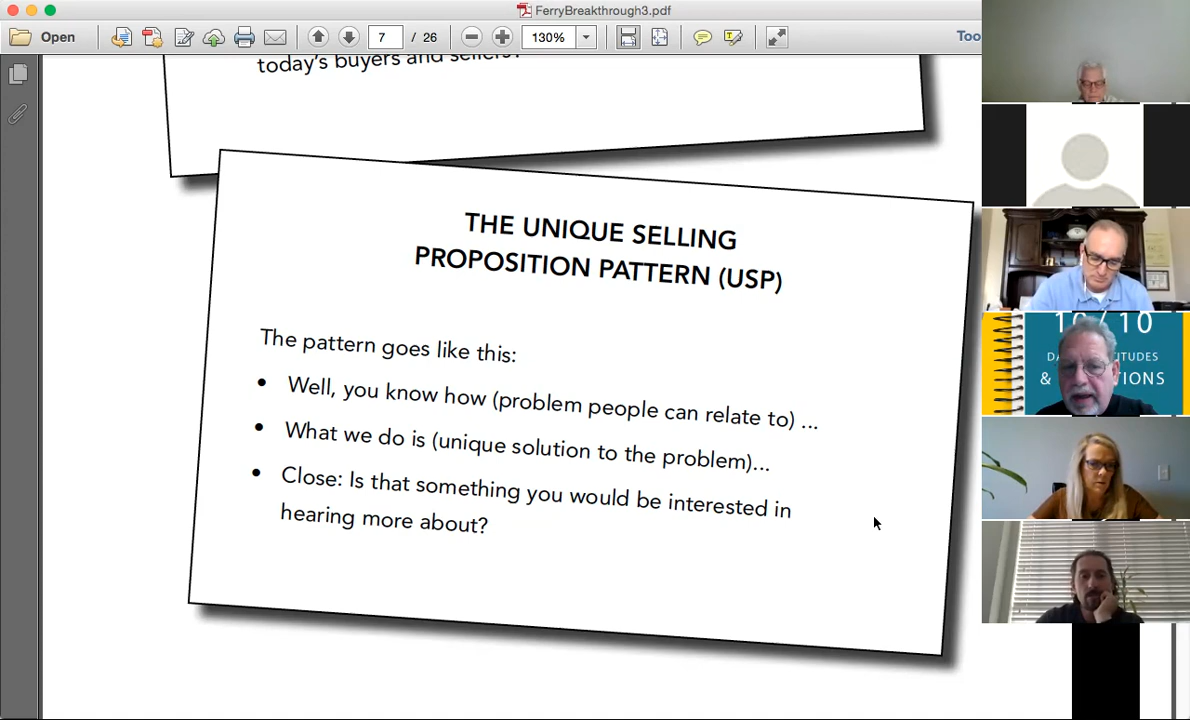 FerryBreakthrough3.pdf
Open
7 / 26
130%
Too
today's buyers and sellers?
THE UNIQUE SELLING
PROPOSITION PATTERN (USP)
The pattern goes like this:
• Well, you know how (problem people can relate to) ...
• What we do is (unique solution to the problem)...
• Close: Is that something you would be interested in
hearing more about?
10/10